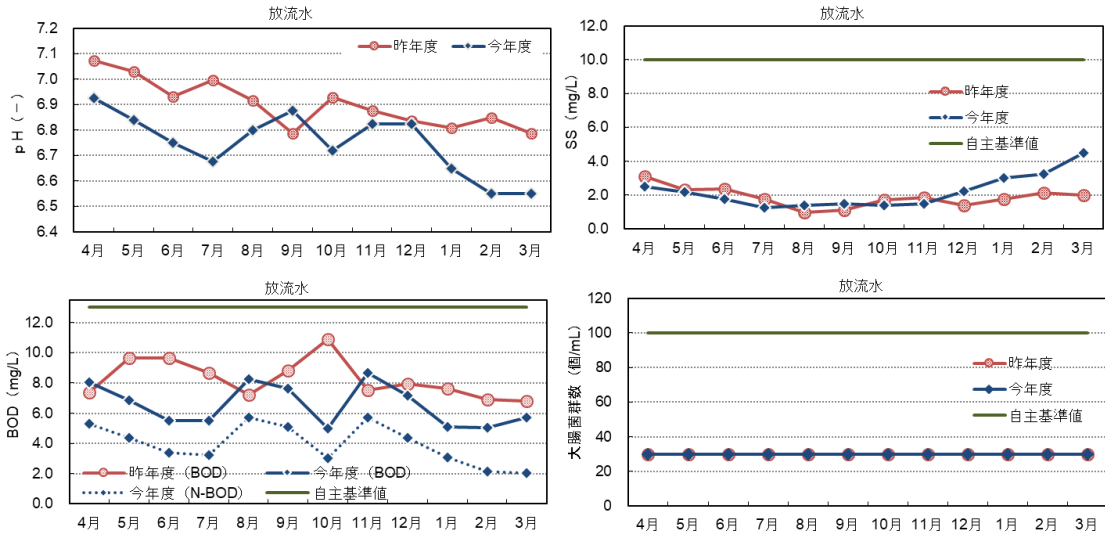 放流水
7.2
7.1
7.0
6.9
6.8
6.7
6.6
6.5
6.4
pH（－）
昨年度 今年度
4月 5月 6月 7月 8月 9月 10月 11月 12月 1月 2月 3月
放流水
12.0
10.0
8.0
6.0
4.0
2.0
0.0
SS（mg/L）
昨年度
今年度
自主基準値
4月 5月 6月 7月 8月 9月 10月 11月 12月 1月 2月 3月
放流水
12.0
10.0
8.0
6.0
4.0
2.0
0.0
BOD（mg/L）
昨年度（BOD） 今年度（BOD）
今年度（N-BOD） 自主基準値
4月 5月 6月 7月 8月 9月 10月 11月 12月 1月 2月 3月
放流水
120
100
80
60
40
20
0
大腸菌群数（個/mL）
昨年度
今年度
自主基準値
4月 5月 6月 7月 8月 9月 10月 11月 12月 1月 2月 3月